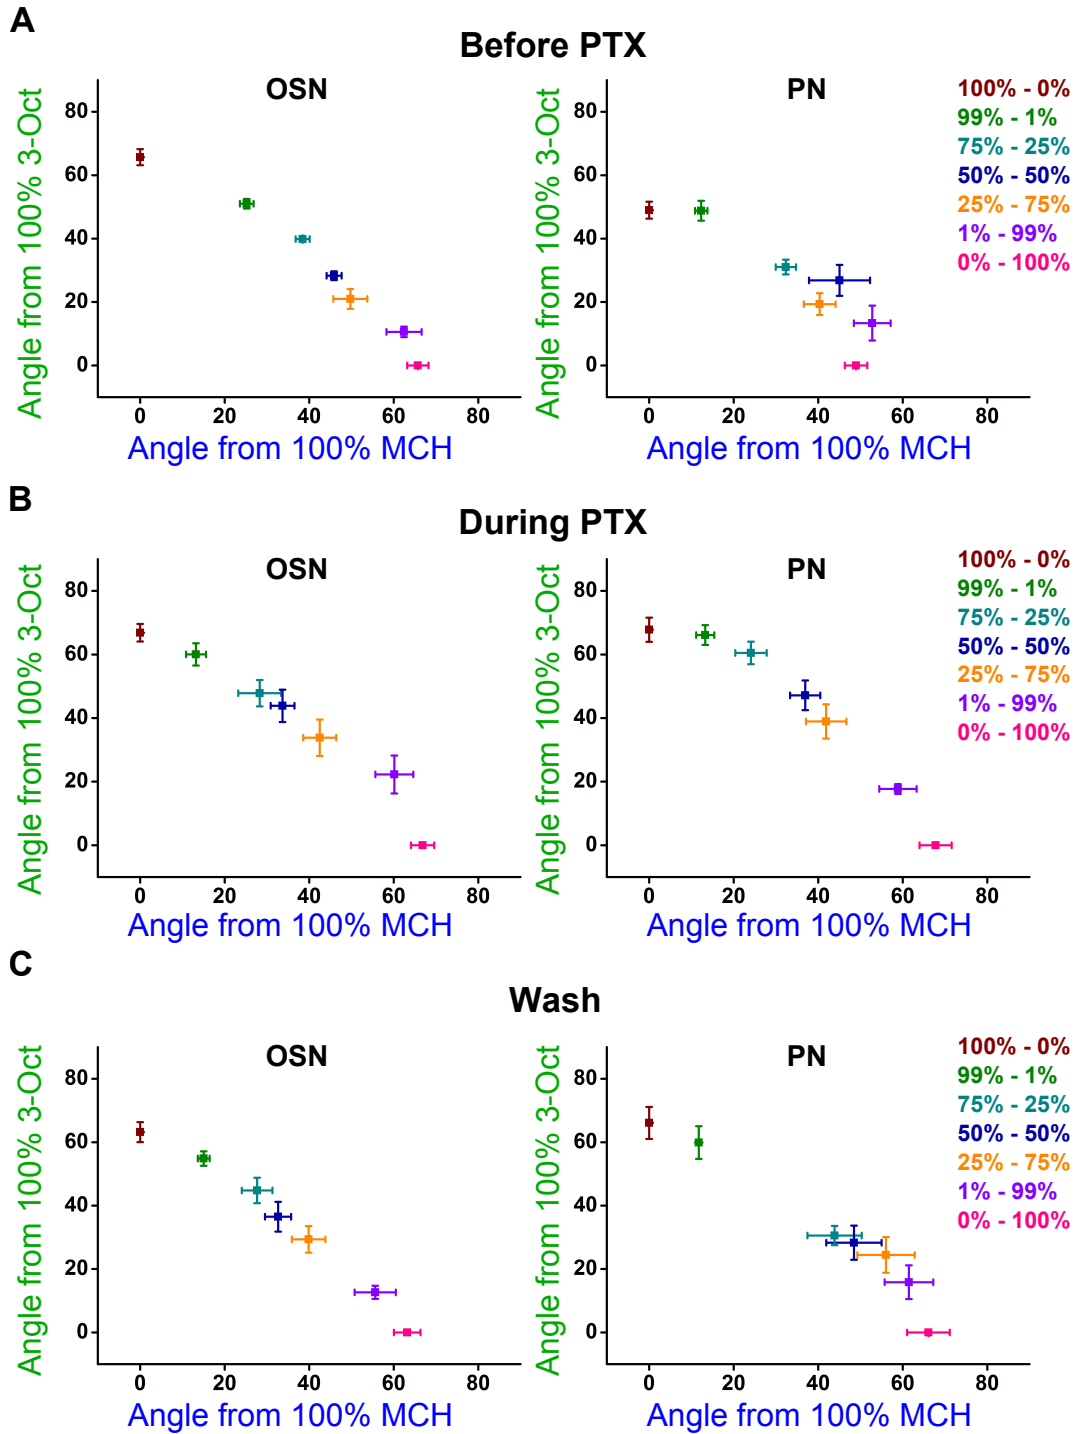 A
Before PTX
OSN
PN
Angle from 100% 3-Oct
80
60
40
20
0
0 20 40 60 80
Angle from 100% MCH
Angle from 100% 3-Oct
80
60
40
20
0
0 20 40 60 80
Angle from 100% MCH
100% - 0%
99% - 1%
75% - 25%
50% - 50%
25% - 75%
1% - 99%
0% - 100%
B
During PTX
OSN
PN
Angle from 100% 3-Oct
80
60
40
20
0
0 20 40 60 80
Angle from 100% MCH
Angle from 100% 3-Oct
80
60
40
20
0
0 20 40 60 80
Angle from 100% MCH
100% - 0%
99% - 1%
75% - 25%
50% - 50%
25% - 75%
1% - 99%
0% - 100%
C
Wash
OSN
PN
Angle from 100% 3-Oct
80
60
40
20
0
0 20 40 60 80
Angle from 100% MCH
Angle from 100% 3-Oct
80
60
40
20
0
0 20 40 60 80
Angle from 100% MCH
100% - 0%
99% - 1%
75% - 25%
50% - 50%
25% - 75%
1% - 99%
0% - 100%